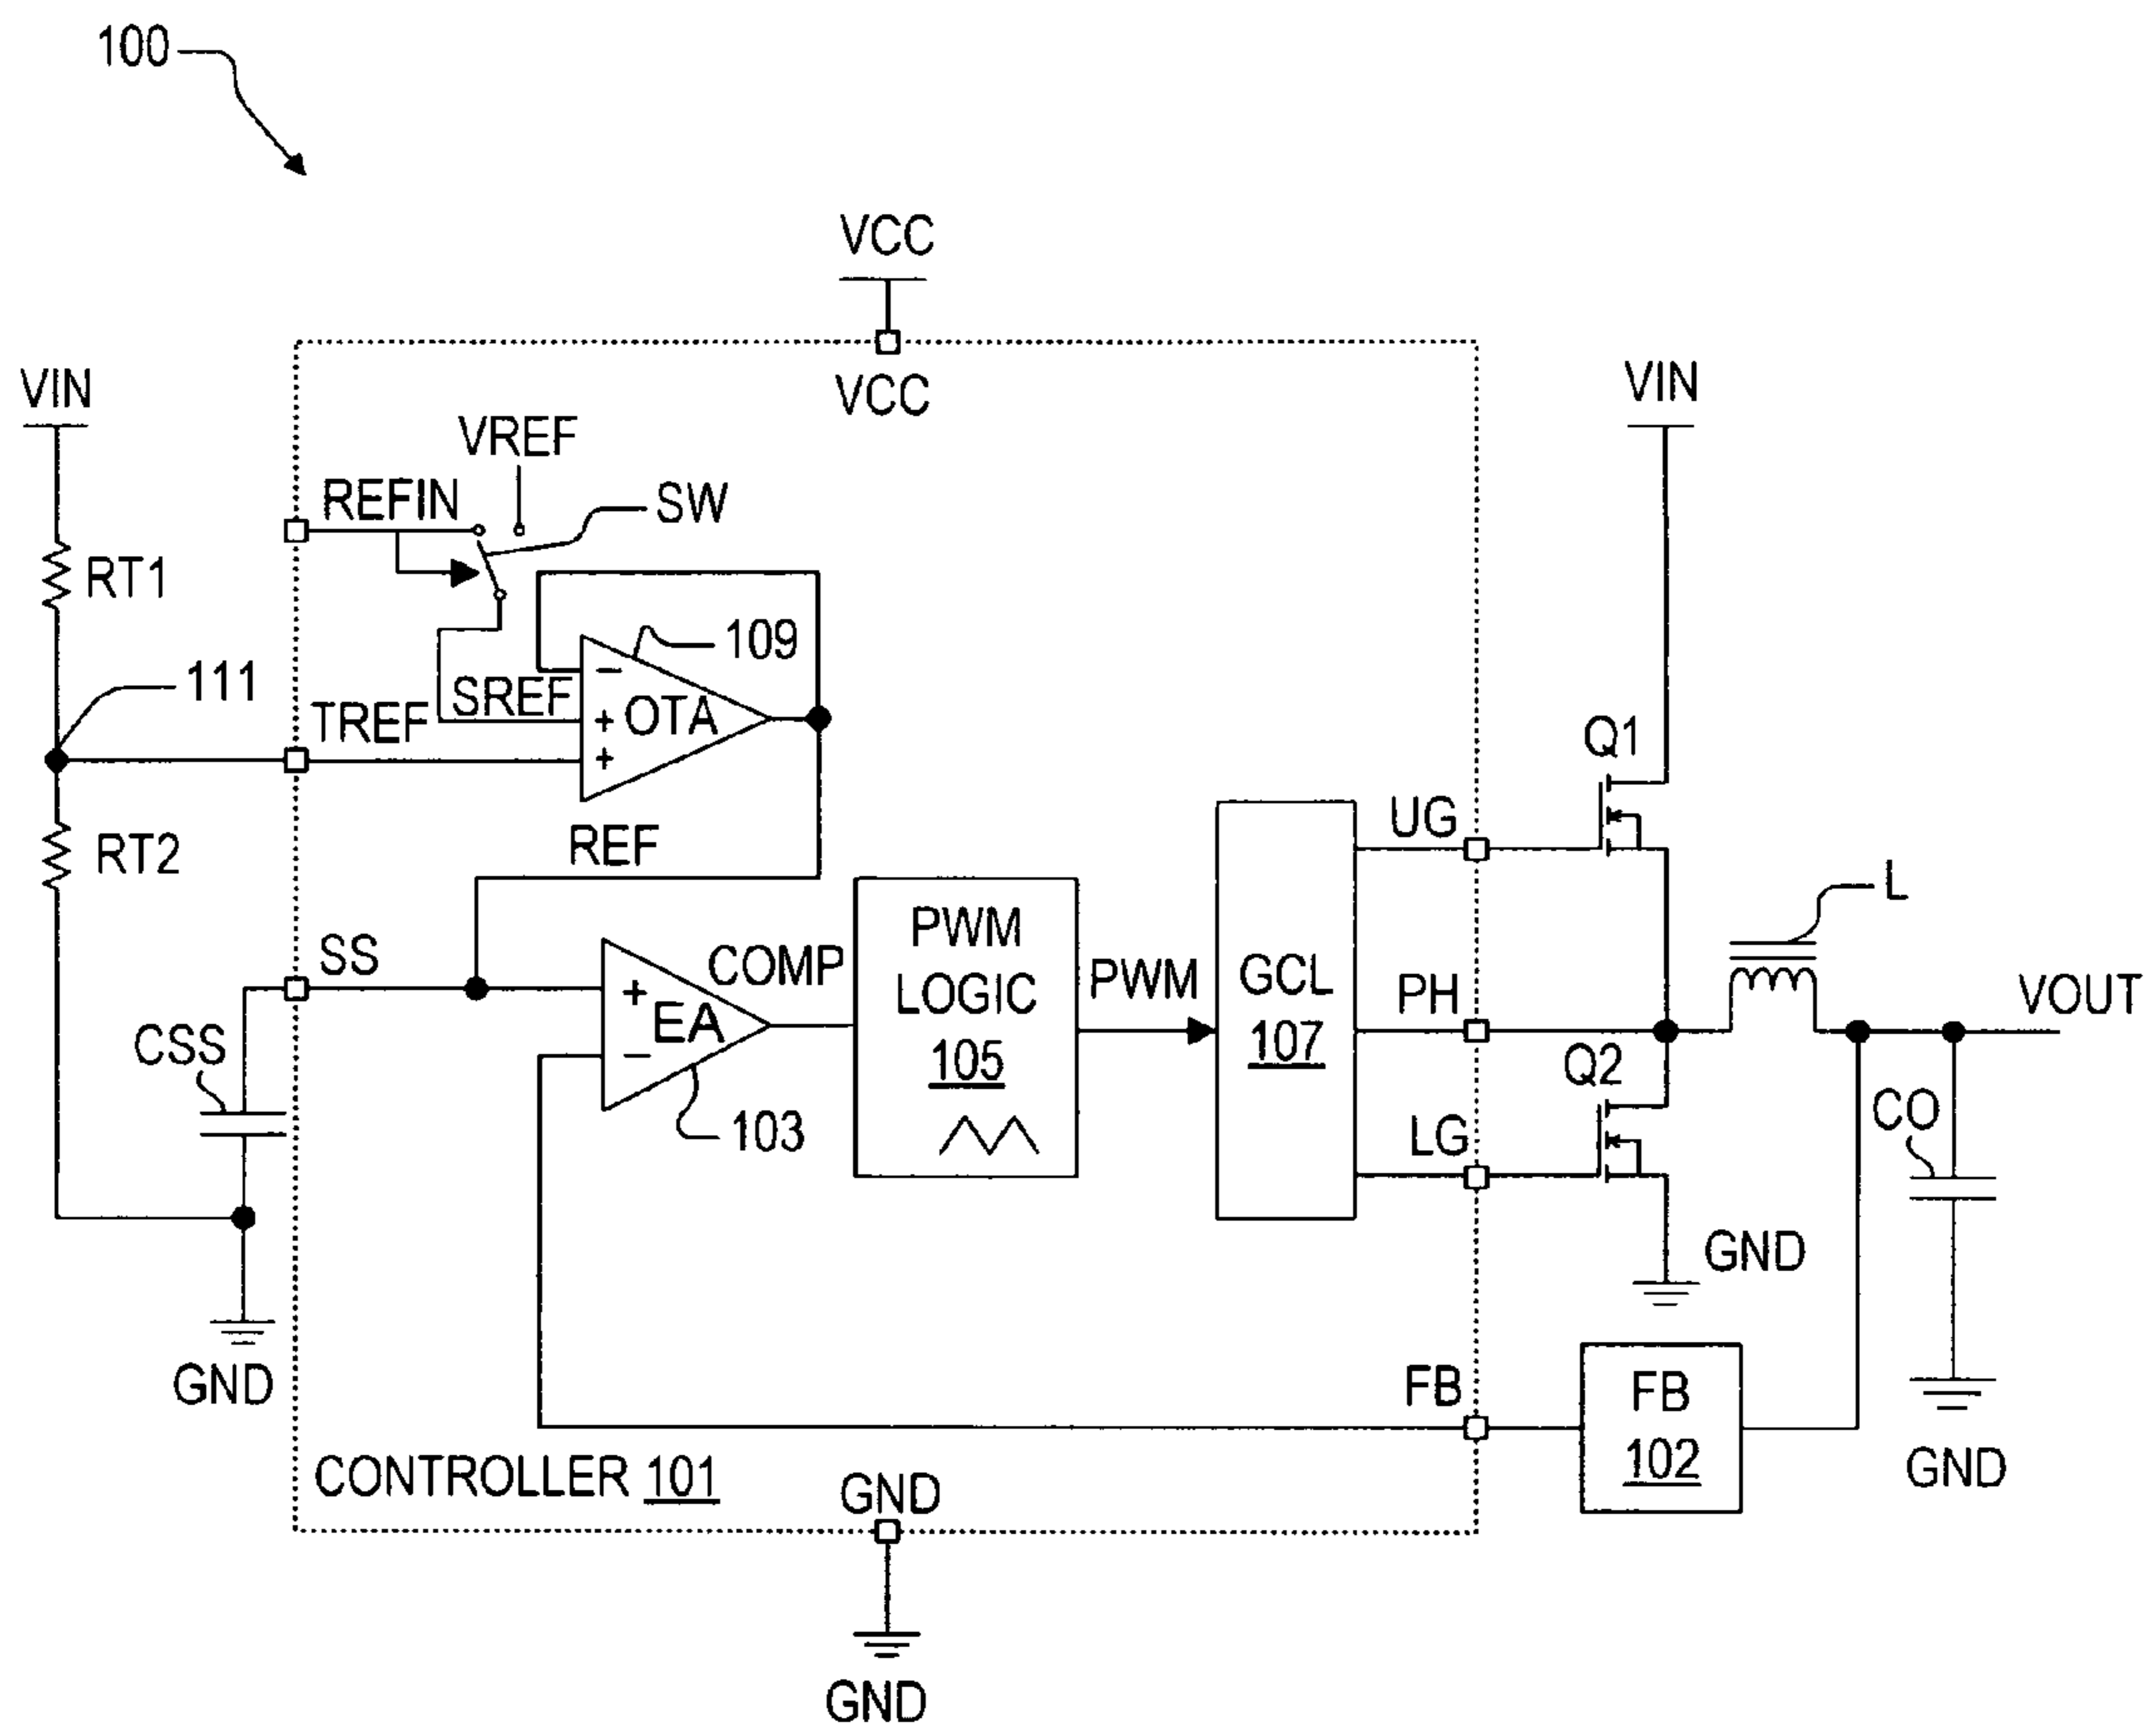 100
VCC
VCC
VIN
VIN
VREF
REFIN
SW
RT1
109
111
SREF
OTA
TREF
-
+
+
Q1
UG
REF
RT2
L
PWM
LOGIC
105
SS
COMP
PWM
GCL
107
PH
VOUT
+
EA
-
CSS
Q2
103
LG
CO
GND
GND
FB
FB
102
GND
CONTROLLER 101
GND
GND